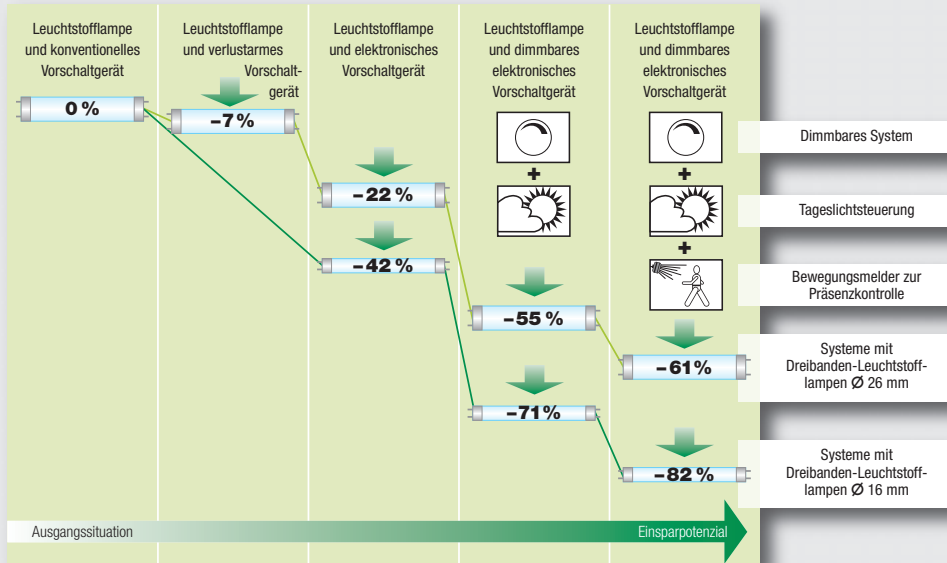 Leuchtstofflampe
und konventionelles
Vorschaltgerät
Leuchtstofflampe
und verlustarmes
Vorschalt-
gerät
Leuchtstofflampe
und elektronisches
Vorschaltgerät
Leuchtstofflampe
und dimmbares
elektronisches
Vorschaltgerät
Leuchtstofflampe
und dimmbares
elektronisches
Vorschaltgerät
0 %
–7 %
–22 %
–42 %
+
–55 %
–71%
+
+
–61%
–82 %
Dimmbares System
Tageslichtsteuerung
Bewegungsmelder zur
Präsenzkontrolle
Systeme mit
Dreibanden-Leuchtstoff-
lampen Ø 26 mm
Systeme mit
Dreibanden-Leuchtstoff-
lampen Ø 16 mm
Ausgangssituation
Einsparpotenzial